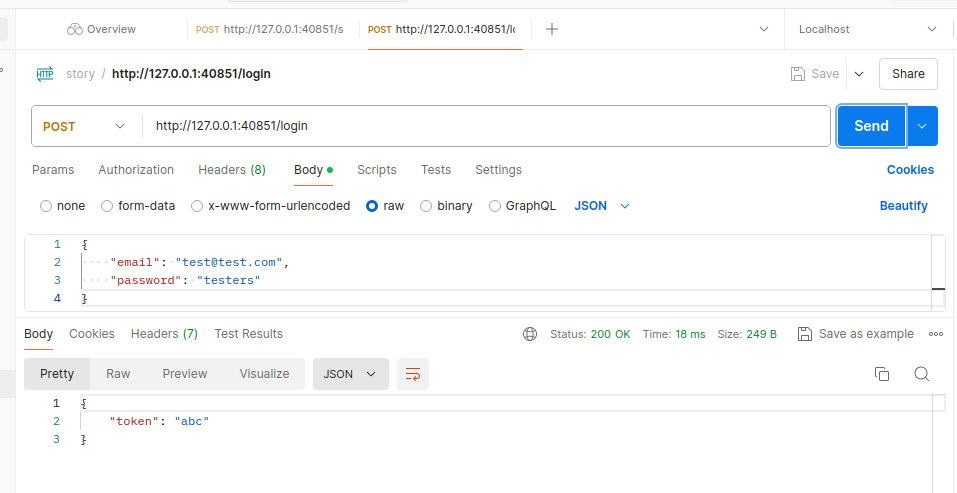 Overview POST http://127.0.0.1:40851/s POST http://127.0.0.1:40851/lo Localhost
HTTP story / http://127.0.0.1:40851/login Save Share
POST http://127.0.0.1:40851/login Send
Params Authorization Headers (8) Body Scripts Tests Settings Cookies
none form-data x-www-form-urlencoded raw binary GraphQL JSON Beautify
1 {
2 "email": "test@test.com",
3 "password": "testers"
4 }
Body Cookies Headers (7) Test Results Status: 200 OK Time: 18 ms Size: 249 B Save as example
Pretty Raw Preview Visualize JSON
1 {
2 "token": "abc"
3 }